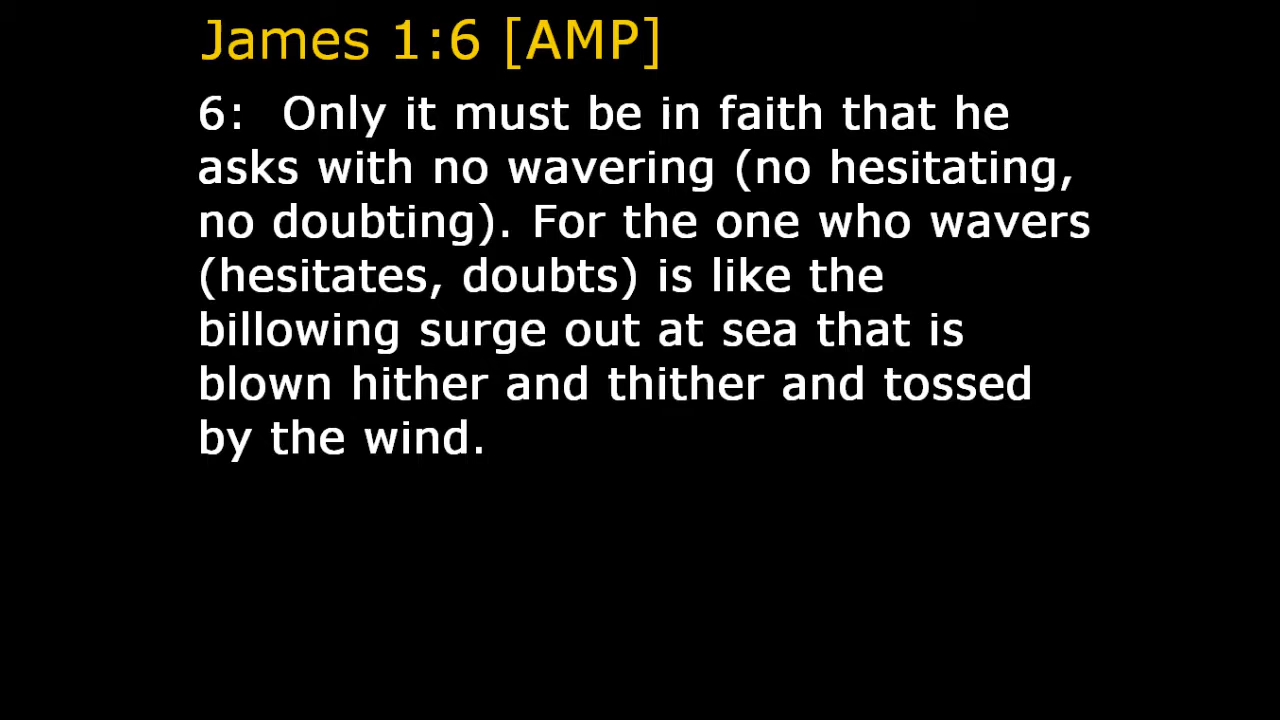 James 1:6 [AMP]
6:  Only it must be in faith that he
asks with no wavering (no hesitating,
no doubting). For the one who wavers
(hesitates, doubts) is like the
billowing surge out at sea that is
blown hither and thither and tossed
by the wind.